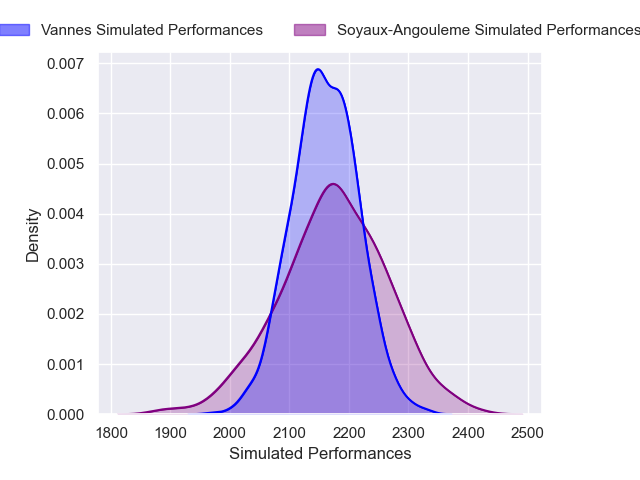 Vannes Simulated Performances
Soyaux-Angouleme Simulated Performances
0.007
0.006
0.005
0.004
0.003
0.002
0.001
0.000
Density
1800 1900 2000 2100 2200 2300 2400 2500
Simulated Performances